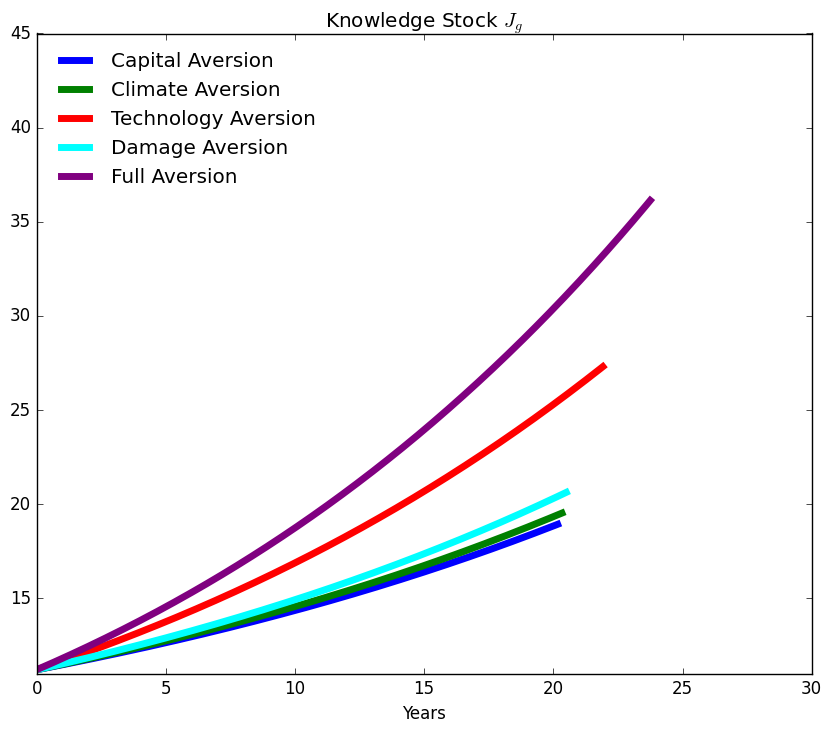 Knowledge Stock J_g
45
40
35
30
25
20
15
Capital Aversion
Climate Aversion
Technology Aversion
Damage Aversion
Full Aversion
0 5 10 15 20 25 30
Years